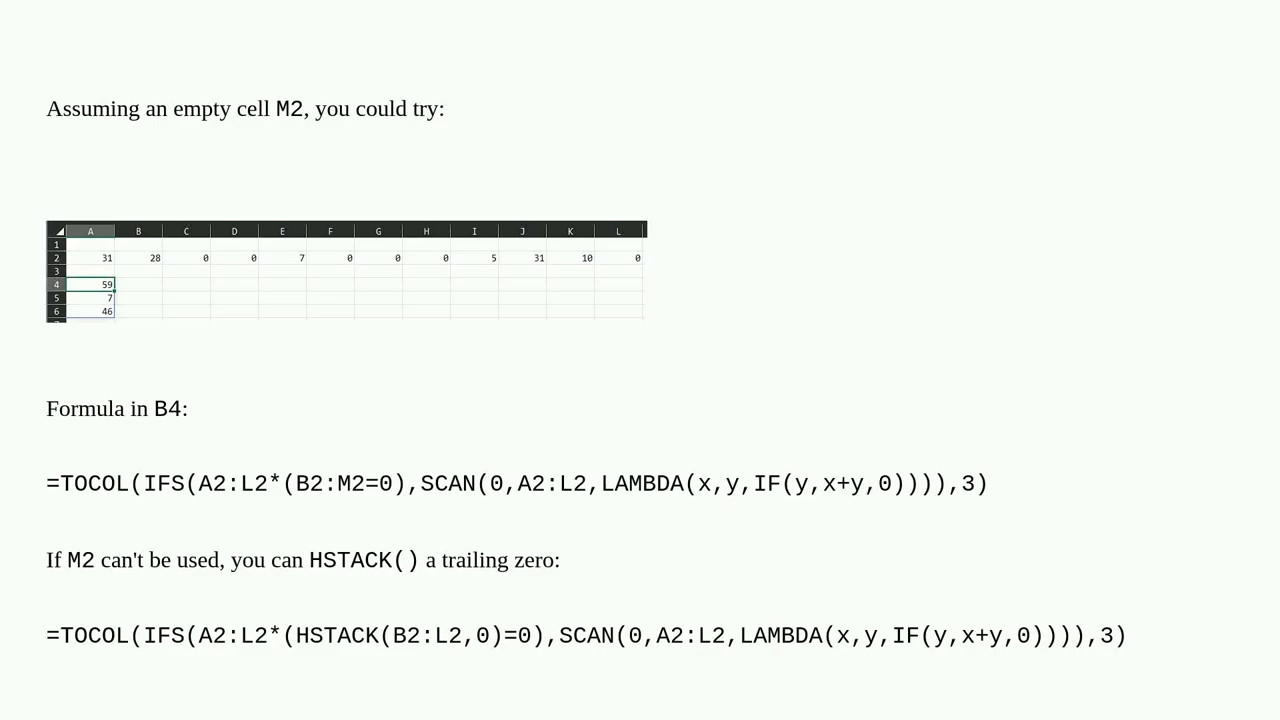 Assuming an empty cell M2, you could try:
A B C D E F G H I J K L
1
2 31 28 0 0 7 0 0 0 5 31 10 0
3
4 59
5 7
6 46
Formula in B4:
=TOCOL(IFS(A2:L2*(B2:M2=0),SCAN(0,A2:L2,LAMBDA(x,y,IF(y,x+y,0)))),3)
If M2 can't be used, you can HSTACK() a trailing zero:
=TOCOL(IFS(A2:L2*(HSTACK(B2:L2,0)=0),SCAN(0,A2:L2,LAMBDA(x,y,IF(y,x+y,0)))),3)